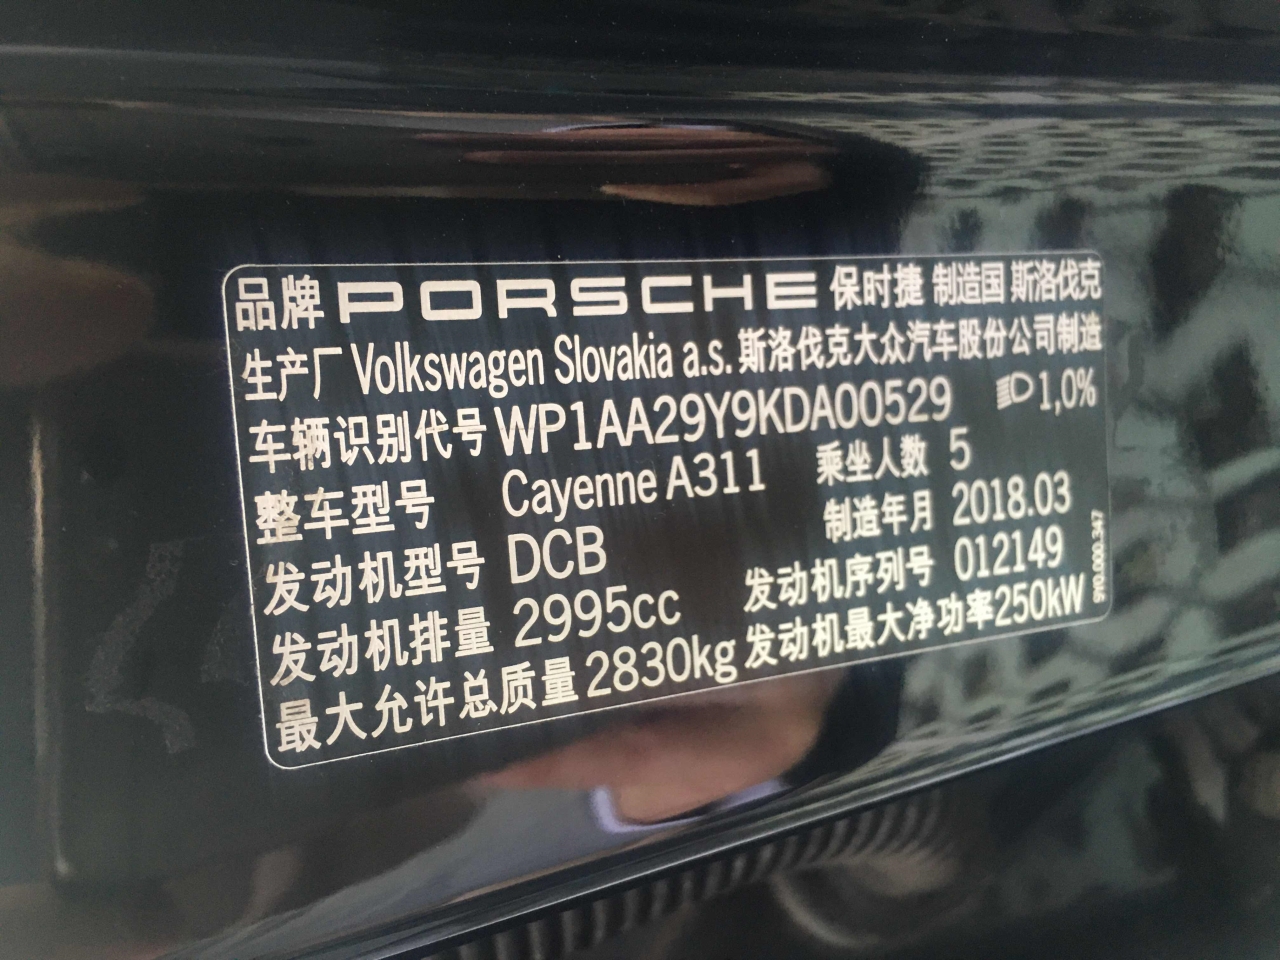 品牌 PORSCHE 保时捷 制造国 斯洛伐克
生产厂 Volkswagen Slovakia a.s. 斯洛伐克大众汽车股份公司制造
车辆识别代号 WP1AA29Y9KDA00529 1,0%
整车型号 Cayenne A311 乘坐人数 5
发动机型号 DCB 制造年月 2018.03
发动机排量 2995cc 发动机序列号 012149
最大允许总质量 2830kg 发动机最大净功率 250kW
9Y0.000.347